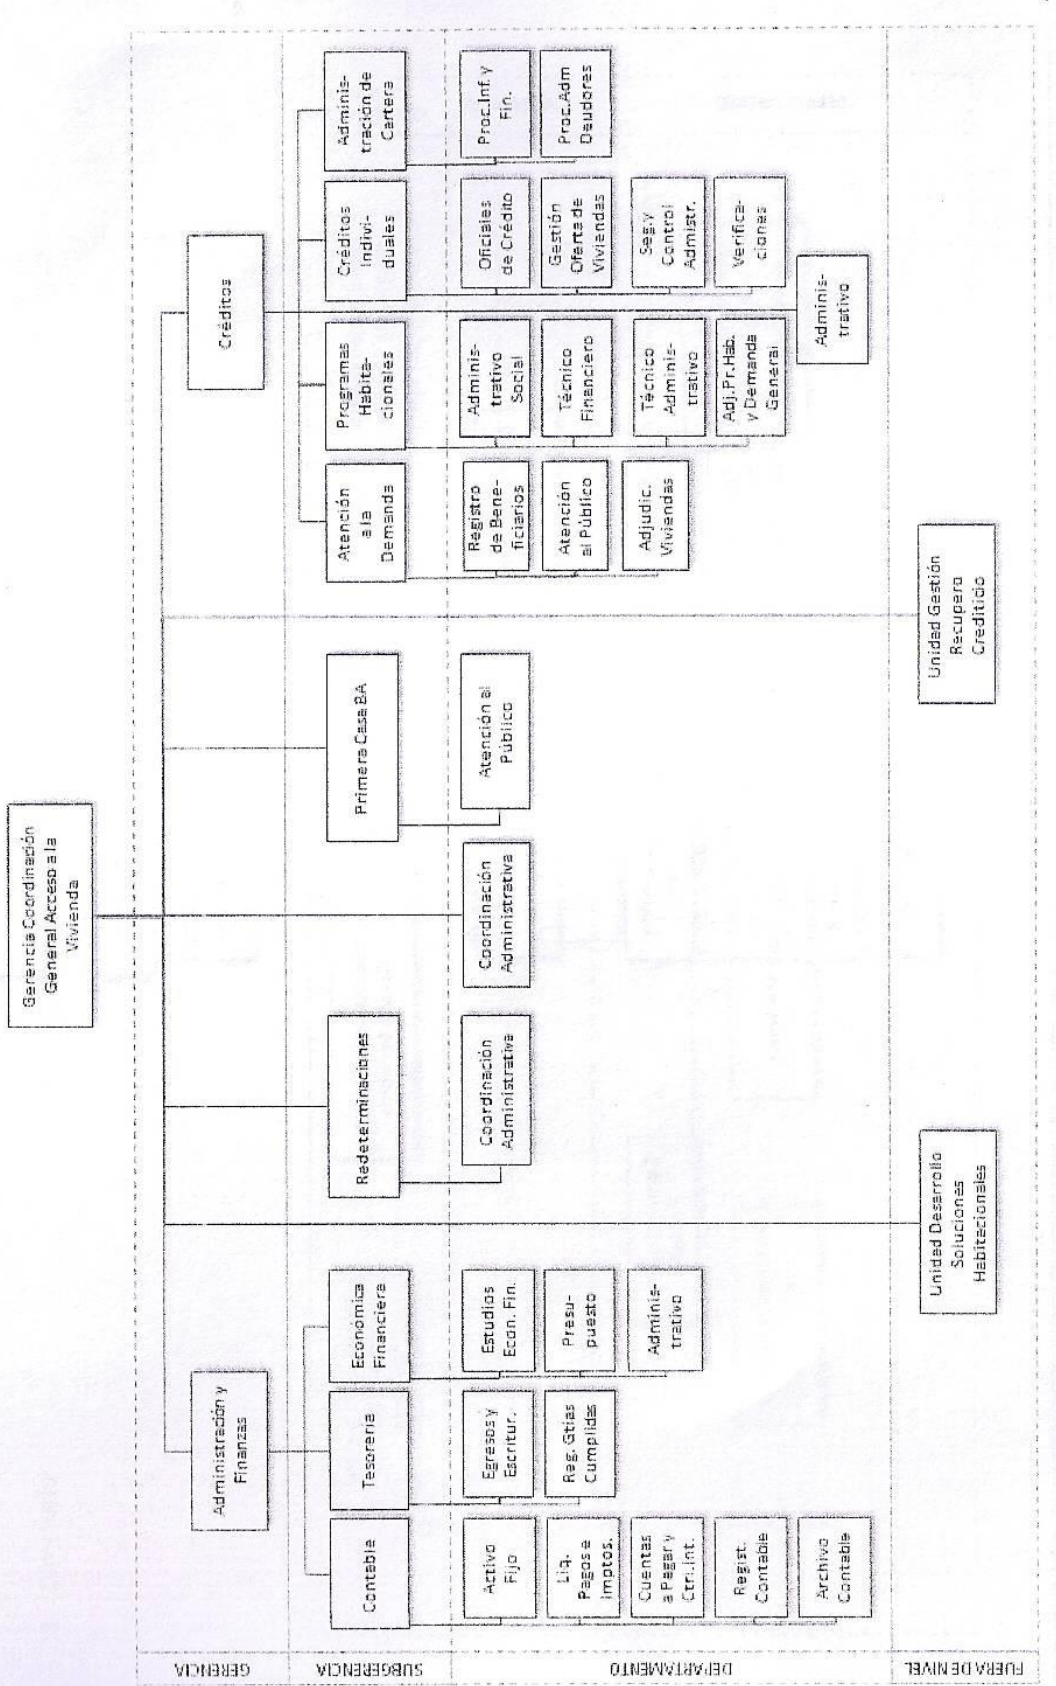 Gerencia Coordinación
General Acceso a la
Vivienda
GERENCIA
Administración y
Finanzas
Créditos
SUBGERENCIA
Contable
Tesorería
Económica
Financiera
Redeterminaciones
Primera Casa BA
Atención
a la
Demanda
Programas
Habita-
cionales
Créditos
Indivi-
duales
Adminis-
tración de
Cartera
DEPARTAMENTO
Activo
Fijo
Liq.
Pagos e
Imptos.
Cuentas
a Pagar y
Ctrl.Int.
Regist.
Contable
Archivo
Contable
Egresos y
Escritur.
Reg. Gtías
Cumplidas
Estudios
Econ. Fin.
Presu-
puesto
Adminis-
trativo
Coordinación
Administrativa
Coordinación
Administrativa
Atención al
Público
Registro
de Bene-
ficiarios
Atención
al Público
Adjudic.
Viviendas
Adminis-
trativo
Social
Técnico
Financiero
Técnico
Adminis-
trativo
Adj.Pr.Hab.
y Demanda
General
Oficiales
de Crédito
Gestión
Oferta de
Viviendas
Seg.y
Control
Admistr.
Verifica-
ciones
Proc.Inf. y
Fin.
Proc.Adm
Deudores
Adminis-
trativo
FUERA DE NIVEL
Unidad Desarrollo
Soluciones
Habitacionales
Unidad Gestión
Recupero
Crediticio